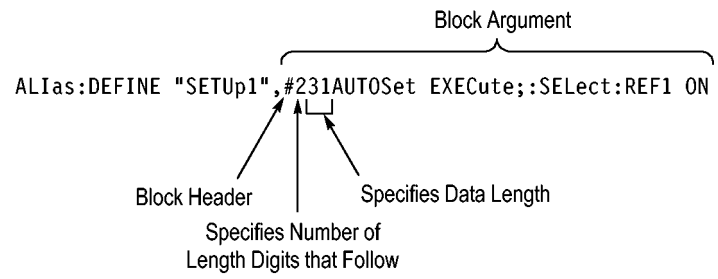 Block Argument
ALIas:DEFINE "SETUp1",#231AUTOSet EXECute;:SELect:REF1 ON
Block Header
Specifies Data Length
Specifies Number of
Length Digits that Follow